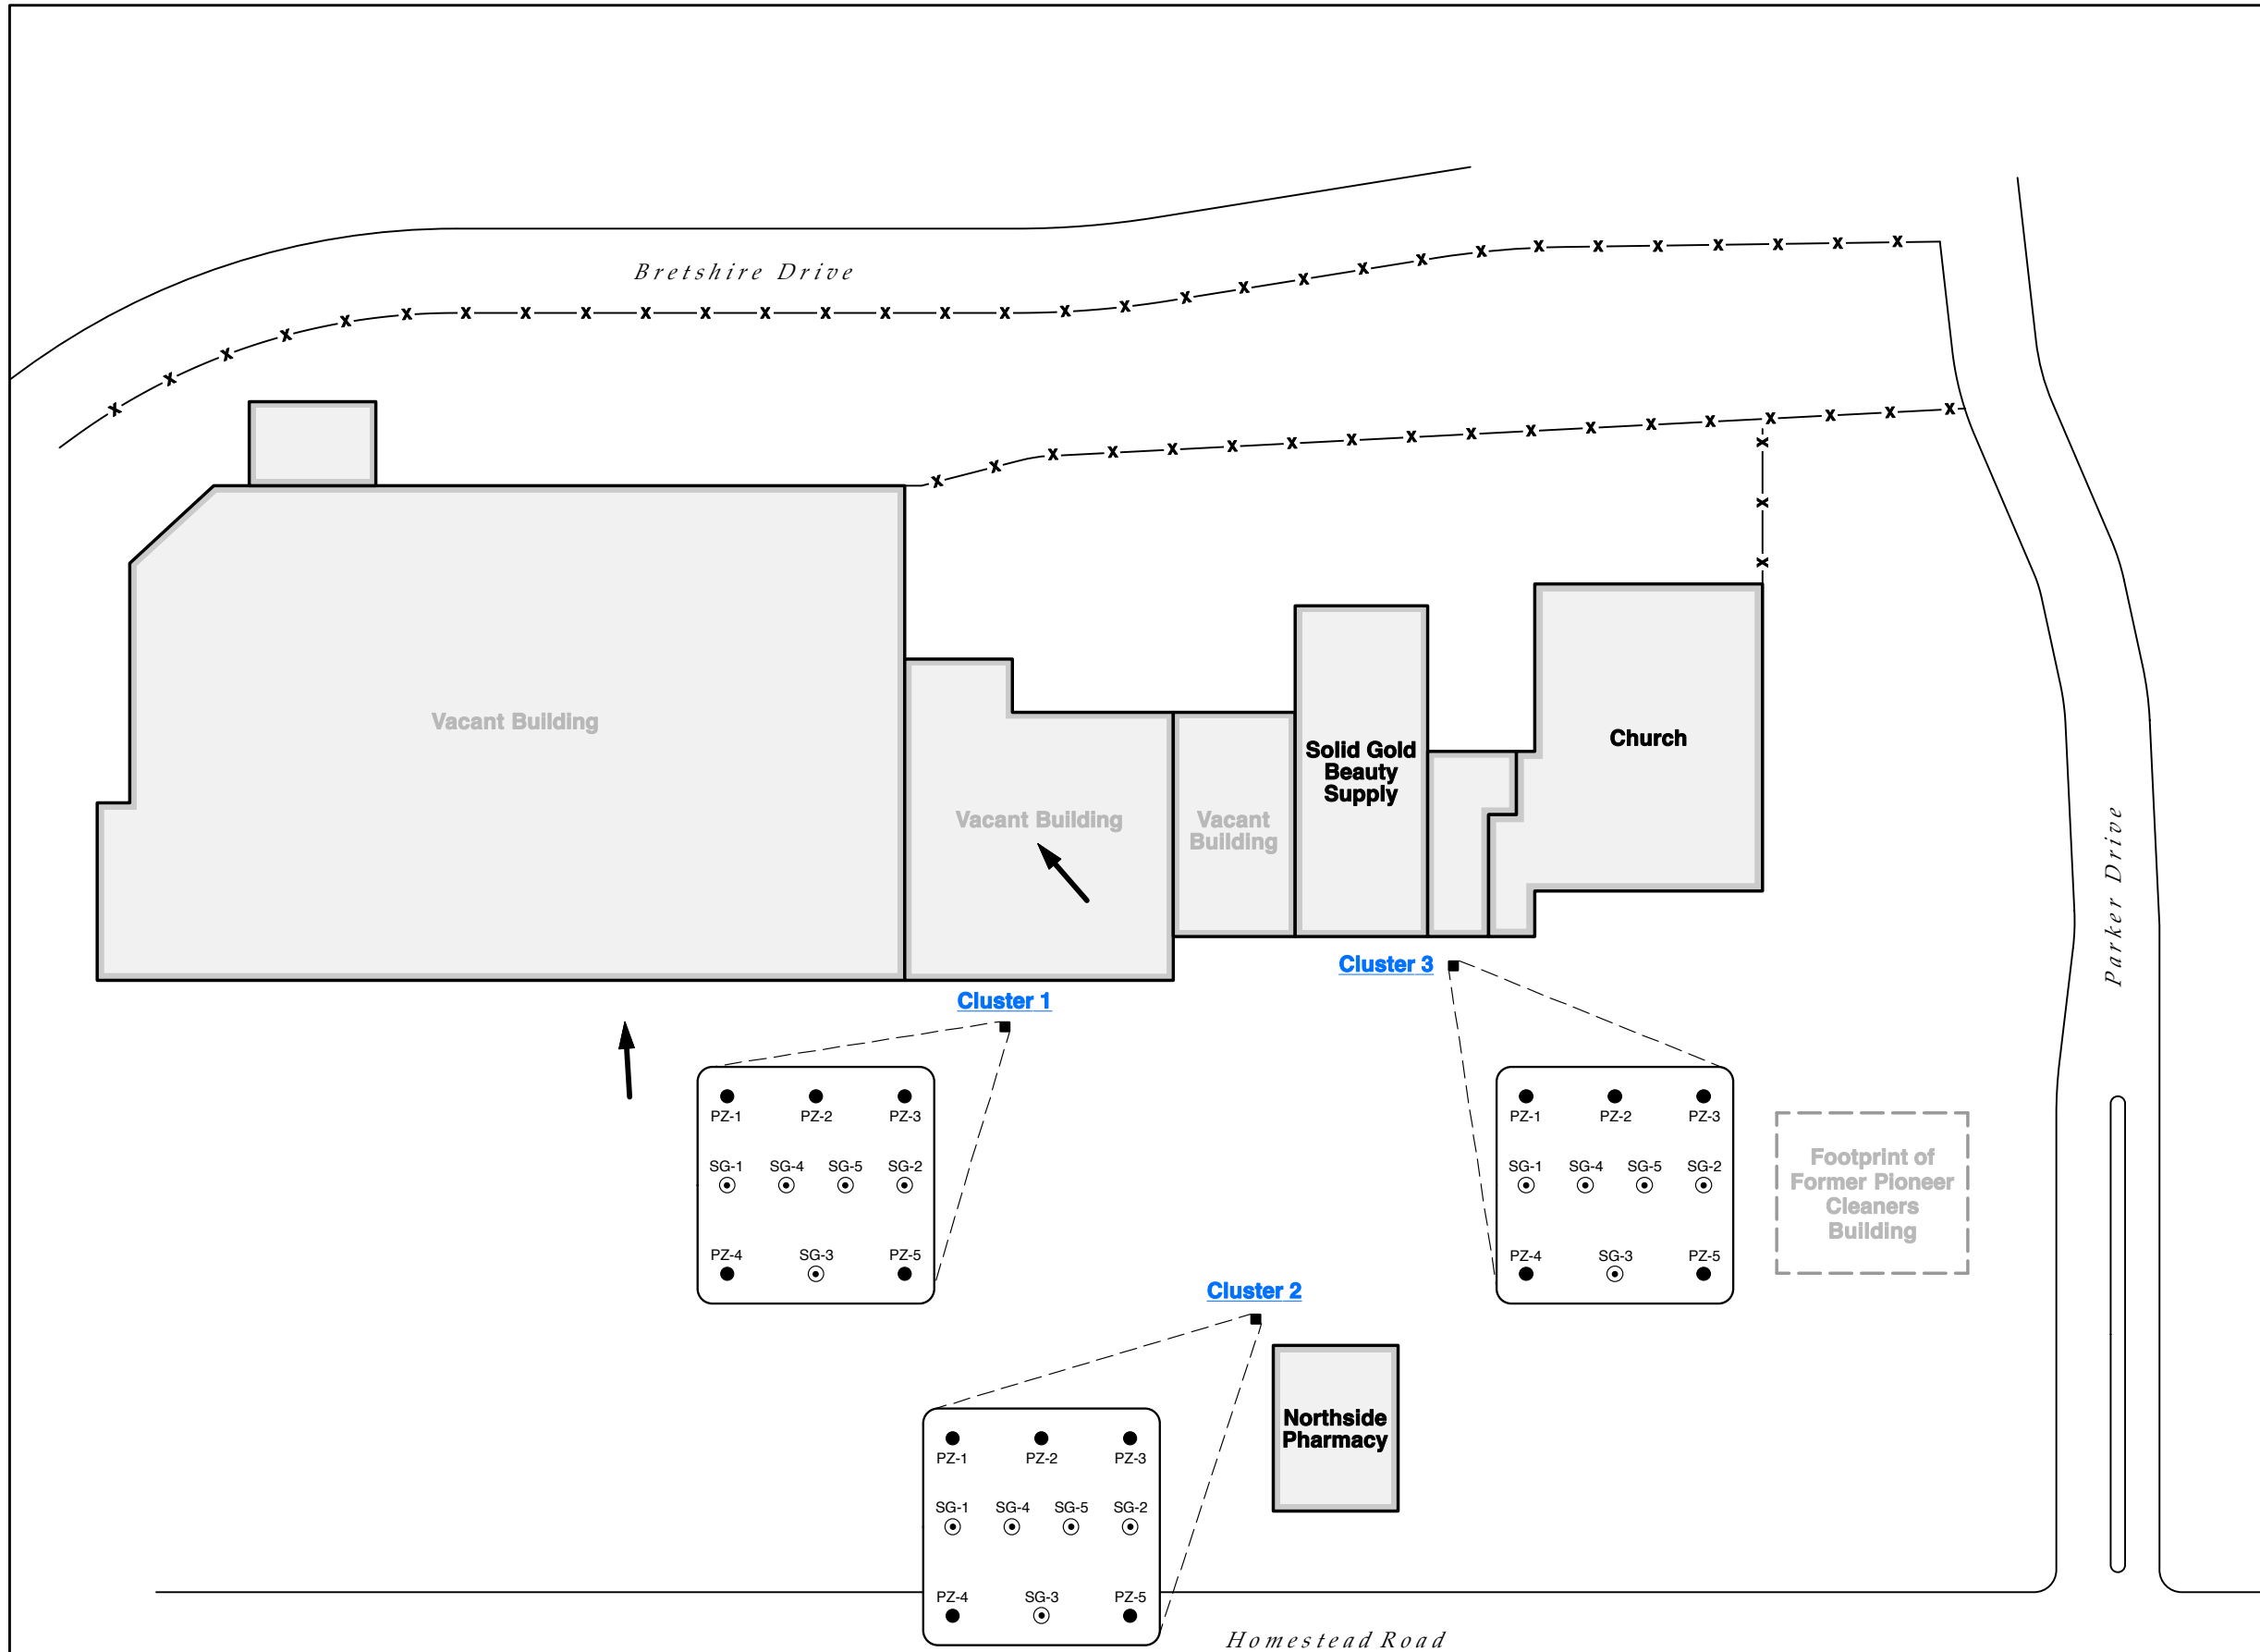 Bretshire Drive
Vacant Building
Solid Gold
Beauty
Supply
Church
Vacant Building
Vacant
Building
Parker Drive
Cluster 3
Cluster 1
PZ-1 PZ-2 PZ-3
SG-1 SG-4 SG-5 SG-2
PZ-4 SG-3 PZ-5
PZ-1 PZ-2 PZ-3
SG-1 SG-4 SG-5 SG-2
PZ-4 SG-3 PZ-5
Footprint of
Former Pioneer
Cleaners
Building
Cluster 2
Northside
Pharmacy
PZ-1 PZ-2 PZ-3
SG-1 SG-4 SG-5 SG-2
PZ-4 SG-3 PZ-5
Homestead Road